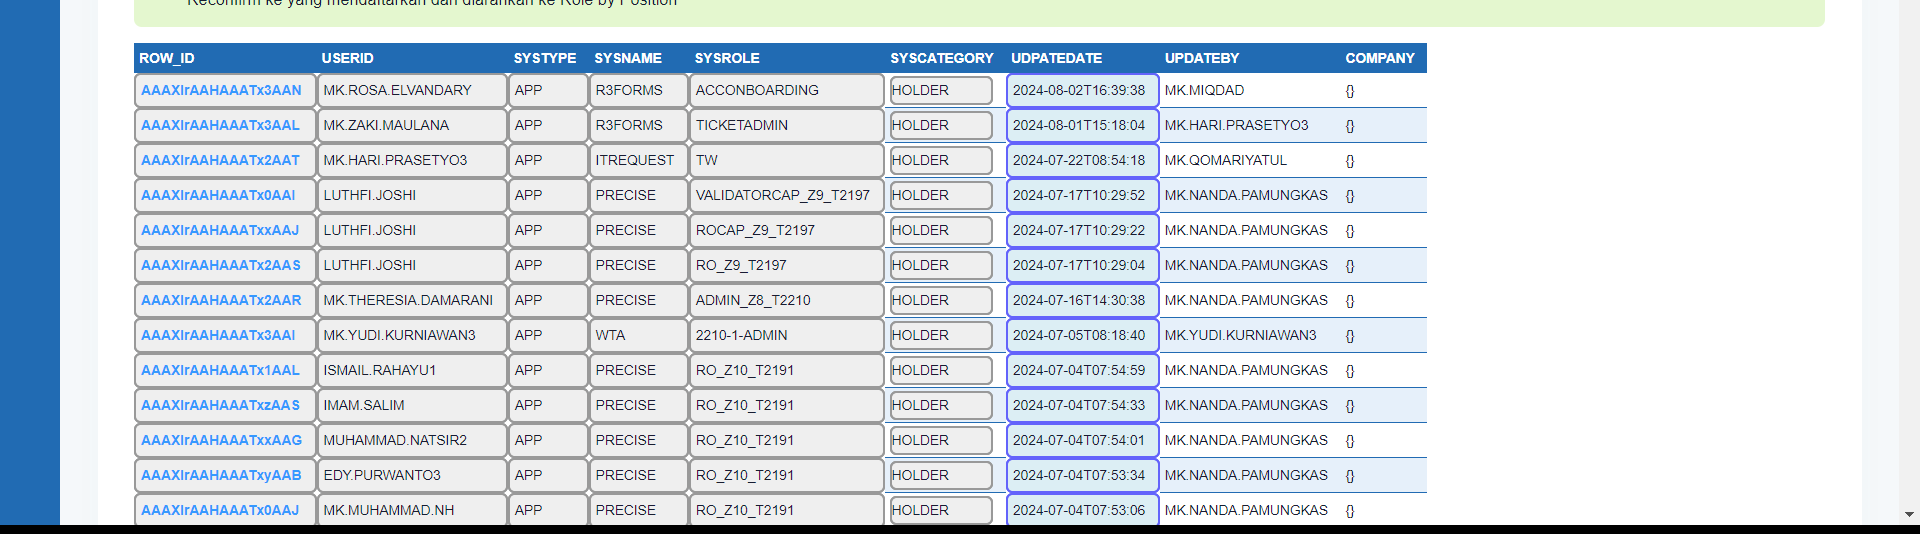 Reconfirm ke yang mendaftarkan dan diarahkan ke Role by Position
ROW_ID USERID SYSTYPE SYSNAME SYSROLE SYSCATEGORY UDPATEDATE UPDATEBY COMPANY
AAAXIrAAHAAATx3AAN MK.ROSA.ELVANDARY APP R3FORMS ACCONBOARDING HOLDER 2024-08-02T16:39:38 MK.MIQDAD {}
AAAXIrAAHAAATx3AAL MK.ZAKI.MAULANA APP R3FORMS TICKETADMIN HOLDER 2024-08-01T15:18:04 MK.HARI.PRASETYO3 {}
AAAXIrAAHAAATx2AAT MK.HARI.PRASETYO3 APP ITREQUEST TW HOLDER 2024-07-22T08:54:18 MK.QOMARIYATUL {}
AAAXIrAAHAAATx0AAI LUTHFI.JOSHI APP PRECISE VALIDATORCAP_Z9_T2197 HOLDER 2024-07-17T10:29:52 MK.NANDA.PAMUNGKAS {}
AAAXIrAAHAAATxxAAJ LUTHFI.JOSHI APP PRECISE ROCAP_Z9_T2197 HOLDER 2024-07-17T10:29:22 MK.NANDA.PAMUNGKAS {}
AAAXIrAAHAAATx2AAS LUTHFI.JOSHI APP PRECISE RO_Z9_T2197 HOLDER 2024-07-17T10:29:04 MK.NANDA.PAMUNGKAS {}
AAAXIrAAHAAATx2AAR MK.THERESIA.DAMARANI APP PRECISE ADMIN_Z8_T2210 HOLDER 2024-07-16T14:30:38 MK.NANDA.PAMUNGKAS {}
AAAXIrAAHAAATx3AAI MK.YUDI.KURNIAWAN3 APP WTA 2210-1-ADMIN HOLDER 2024-07-05T08:18:40 MK.YUDI.KURNIAWAN3 {}
AAAXIrAAHAAATx1AAL ISMAIL.RAHAYU1 APP PRECISE RO_Z10_T2191 HOLDER 2024-07-04T07:54:59 MK.NANDA.PAMUNGKAS {}
AAAXIrAAHAAATxzAAS IMAM.SALIM APP PRECISE RO_Z10_T2191 HOLDER 2024-07-04T07:54:33 MK.NANDA.PAMUNGKAS {}
AAAXIrAAHAAATxxAAG MUHAMMAD.NATSIR2 APP PRECISE RO_Z10_T2191 HOLDER 2024-07-04T07:54:01 MK.NANDA.PAMUNGKAS {}
AAAXIrAAHAAATxyAAB EDY.PURWANTO3 APP PRECISE RO_Z10_T2191 HOLDER 2024-07-04T07:53:34 MK.NANDA.PAMUNGKAS {}
AAAXIrAAHAAATx0AAJ MK.MUHAMMAD.NH APP PRECISE RO_Z10_T2191 HOLDER 2024-07-04T07:53:06 MK.NANDA.PAMUNGKAS {}